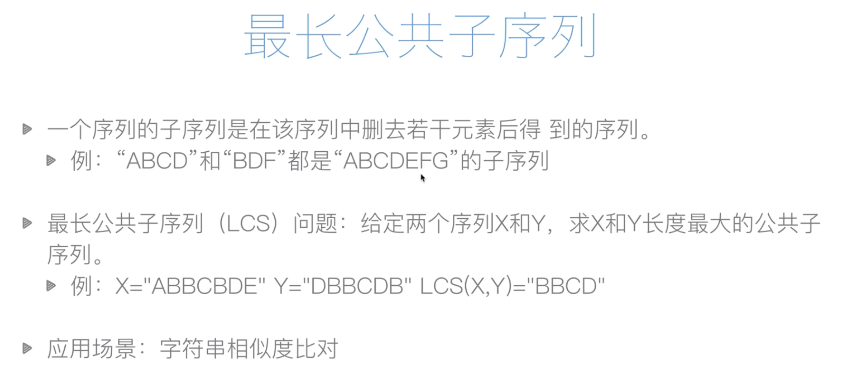 最长公共子序列
一个序列的子序列是在该序列中删去若干元素后得 到的序列。
例：“ABCD”和“BDF”都是“ABCDEFG”的子序列
最长公共子序列（LCS）问题：给定两个序列X和Y，求X和Y长度最大的公共子
序列。
例：X="ABBCBDE" Y="DBBCDB" LCS(X,Y)="BBCD"
应用场景：字符串相似度比对